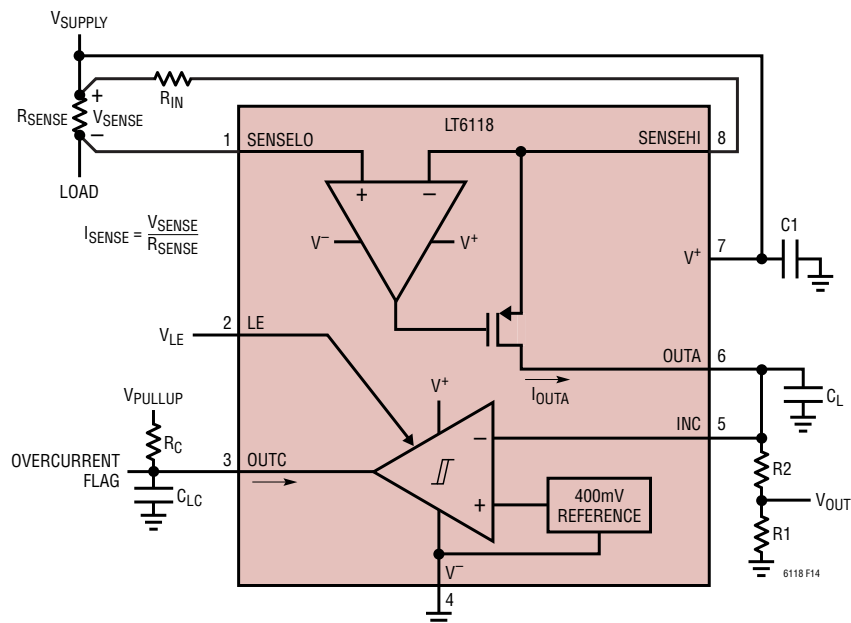 VSUPPLY
+
RIN
RSENSE
VSENSE
–
LT6118
1
SENSELO
SENSEHI
8
LOAD
+
–
ISENSE = VSENSE
RSENSE
V–
V+
V+
7
C1
2
LE
VLE
OUTA
6
IOUTA
CL
VPULLUP
V+
INC
5
RC
–
OVERCURRENT
FLAG
3
OUTC
R2
CLC
+
400mV
REFERENCE
VOUT
R1
V–
4
6118 F14